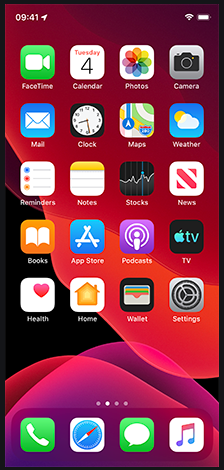 09:41
FaceTime
Tuesday
4
Calendar
Photos
Camera
Mail
Clock
Maps
Weather
Reminders
Notes
Stocks
News
Books
App Store
Podcasts
tv
TV
Health
Home
Wallet
Settings